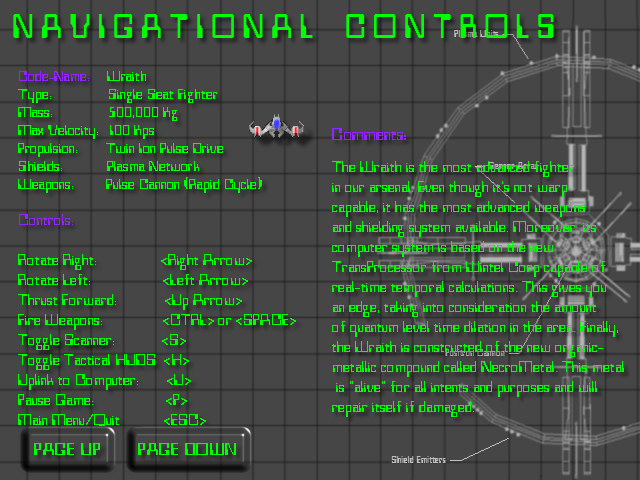 NAVIGATIONAL CONTROLS
Plasma Units
Code-Name: Wraith
Type: Single Seat Fighter
Mass: 500,000 Kg
Max Velocity: 100 Kps
Propulsion: Twin Ion Pulse Drive
Shields: Plasma Network
Weapons: Pulse Cannon (Rapid Cycle)
Controls:
Rotate Right: <Right Arrow>
Rotate Left: <Left Arrow>
Thrust Forward: <Up Arrow>
Fire Weapons: <CTRL> or <SPACE>
Toggle Scanner: <S>
Toggle Tactical HUDS <H>
Uplink to Computer: <U>
Pause Game: <P>
Main Menu/Quit <ESC>
PAGE UP PAGE DOWN
Comments:
The Wraith is the most advanced fighter
in our arsenal. Even though it's not warp
capable, it has the most advanced weapons
and shielding system available. Moreover, its
computer system is based on the new
TransProcessor from Wintel Corp capable of
real-time temporal calculations. This gives you
an edge, taking into consideration the amount
of quantum level time dilation in the area. Finally,
the Wraith is constructed of the new organic-
metallic compound called NecroMetal. This metal
is "alive" for all intents and purposes and will
repair itself if damaged.
Positron Cannon
Shield Emitters